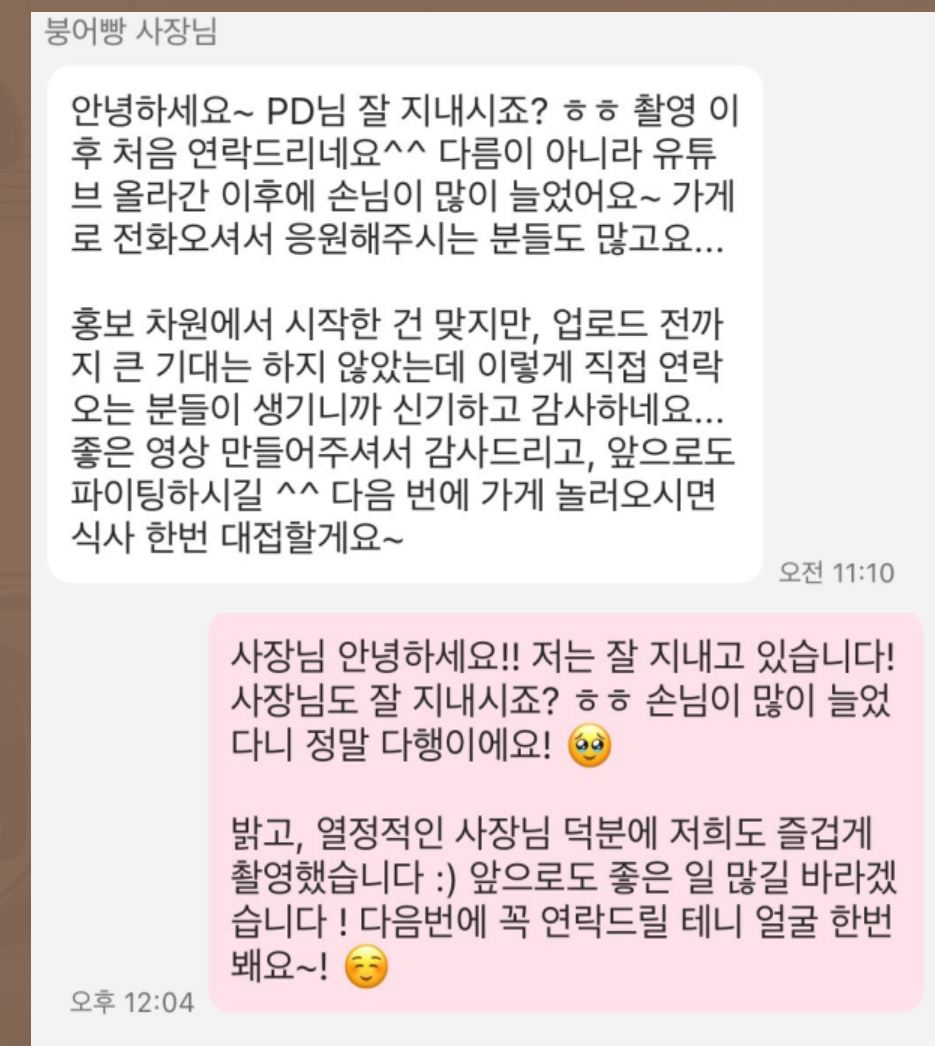 붕어빵 사장님
안녕하세요~ PD님 잘 지내시죠? ㅎㅎ 촬영 이
후 처음 연락드리네요^^ 다름이 아니라 유튜
브 올라간 이후에 손님이 많이 늘었어요~ 가게
로 전화오셔서 응원해주시는 분들도 많고요...
홍보 차원에서 시작한 건 맞지만, 업로드 전까
지 큰 기대는 하지 않았는데 이렇게 직접 연락
오는 분들이 생기니까 신기하고 감사하네요...
좋은 영상 만들어주셔서 감사드리고, 앞으로도
파이팅하시길 ^^ 다음 번에 가게 놀러오시면
식사 한번 대접할게요~
오전 11:10
사장님 안녕하세요!! 저는 잘 지내고 있습니다!
사장님도 잘 지내시죠? ㅎㅎ 손님이 많이 늘었
다니 정말 다행이에요! 🥹
밝고, 열정적인 사장님 덕분에 저희도 즐겁게
촬영했습니다 :) 앞으로도 좋은 일 많길 바라겠
습니다 ! 다음번에 꼭 연락드릴 테니 얼굴 한번
봬요~! ☺️
오후 12:04